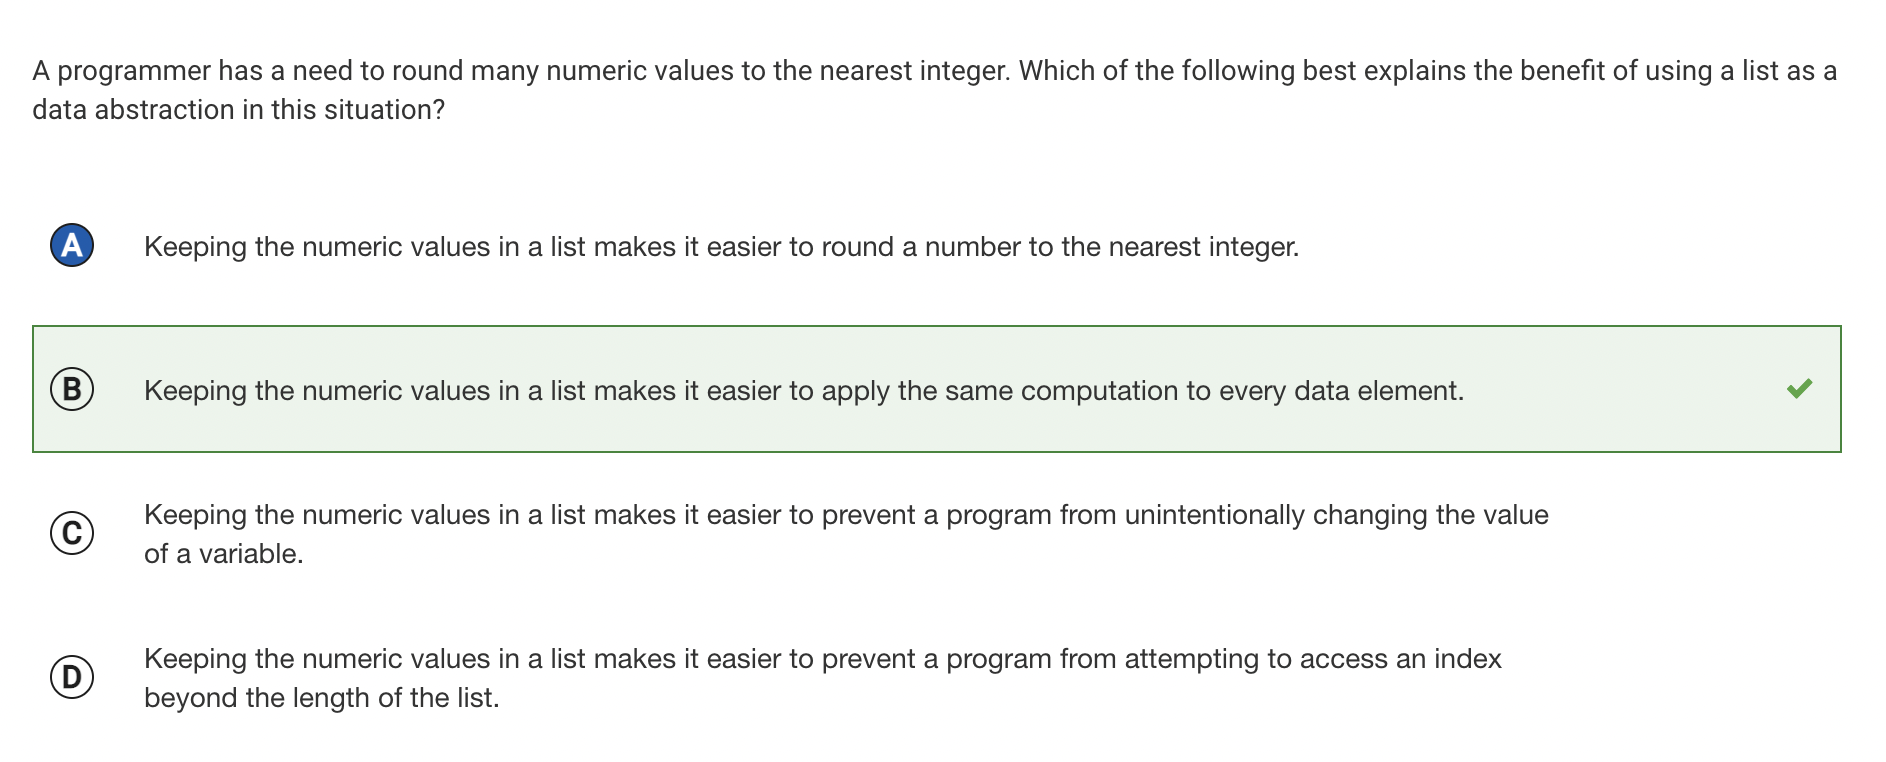 A programmer has a need to round many numeric values to the nearest integer. Which of the following best explains the benefit of using a list as a
data abstraction in this situation?
A Keeping the numeric values in a list makes it easier to round a number to the nearest integer.
B Keeping the numeric values in a list makes it easier to apply the same computation to every data element.
C Keeping the numeric values in a list makes it easier to prevent a program from unintentionally changing the value
of a variable.
D Keeping the numeric values in a list makes it easier to prevent a program from attempting to access an index
beyond the length of the list.